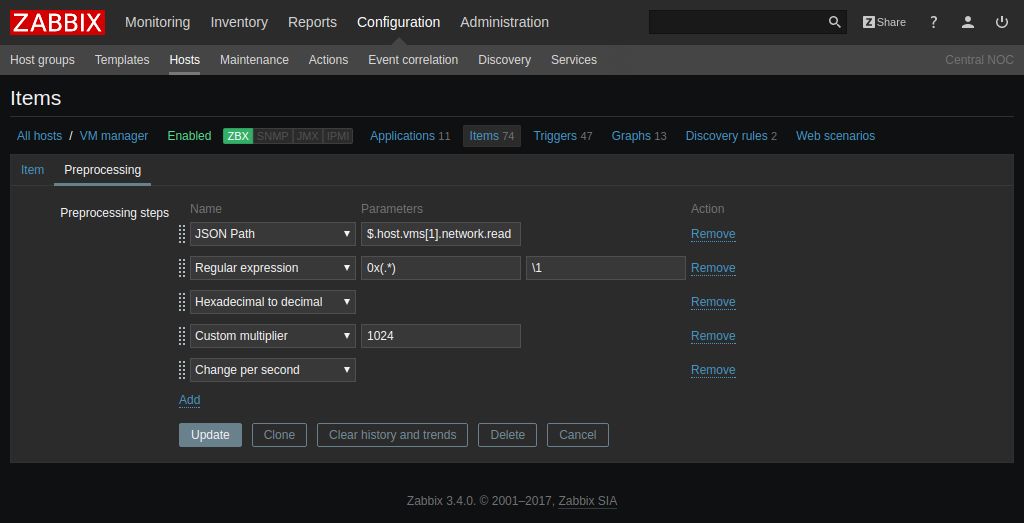 ZABBIX Monitoring Inventory Reports Configuration Administration Z Share ?
Host groups Templates Hosts Maintenance Actions Event correlation Discovery Services Central NOC
Items
All hosts / VM manager Enabled ZBX SNMP JMX IPMI Applications 11 Items 74 Triggers 47 Graphs 13 Discovery rules 2 Web scenarios
Item Preprocessing
Preprocessing steps Name Parameters Action
JSON Path $.host.vms[1].network.read Remove
Regular expression 0x(.*) \1 Remove
Hexadecimal to decimal Remove
Custom multiplier 1024 Remove
Change per second Remove
Add
Update Clone Clear history and trends Delete Cancel
Zabbix 3.4.0. © 2001–2017, Zabbix SIA